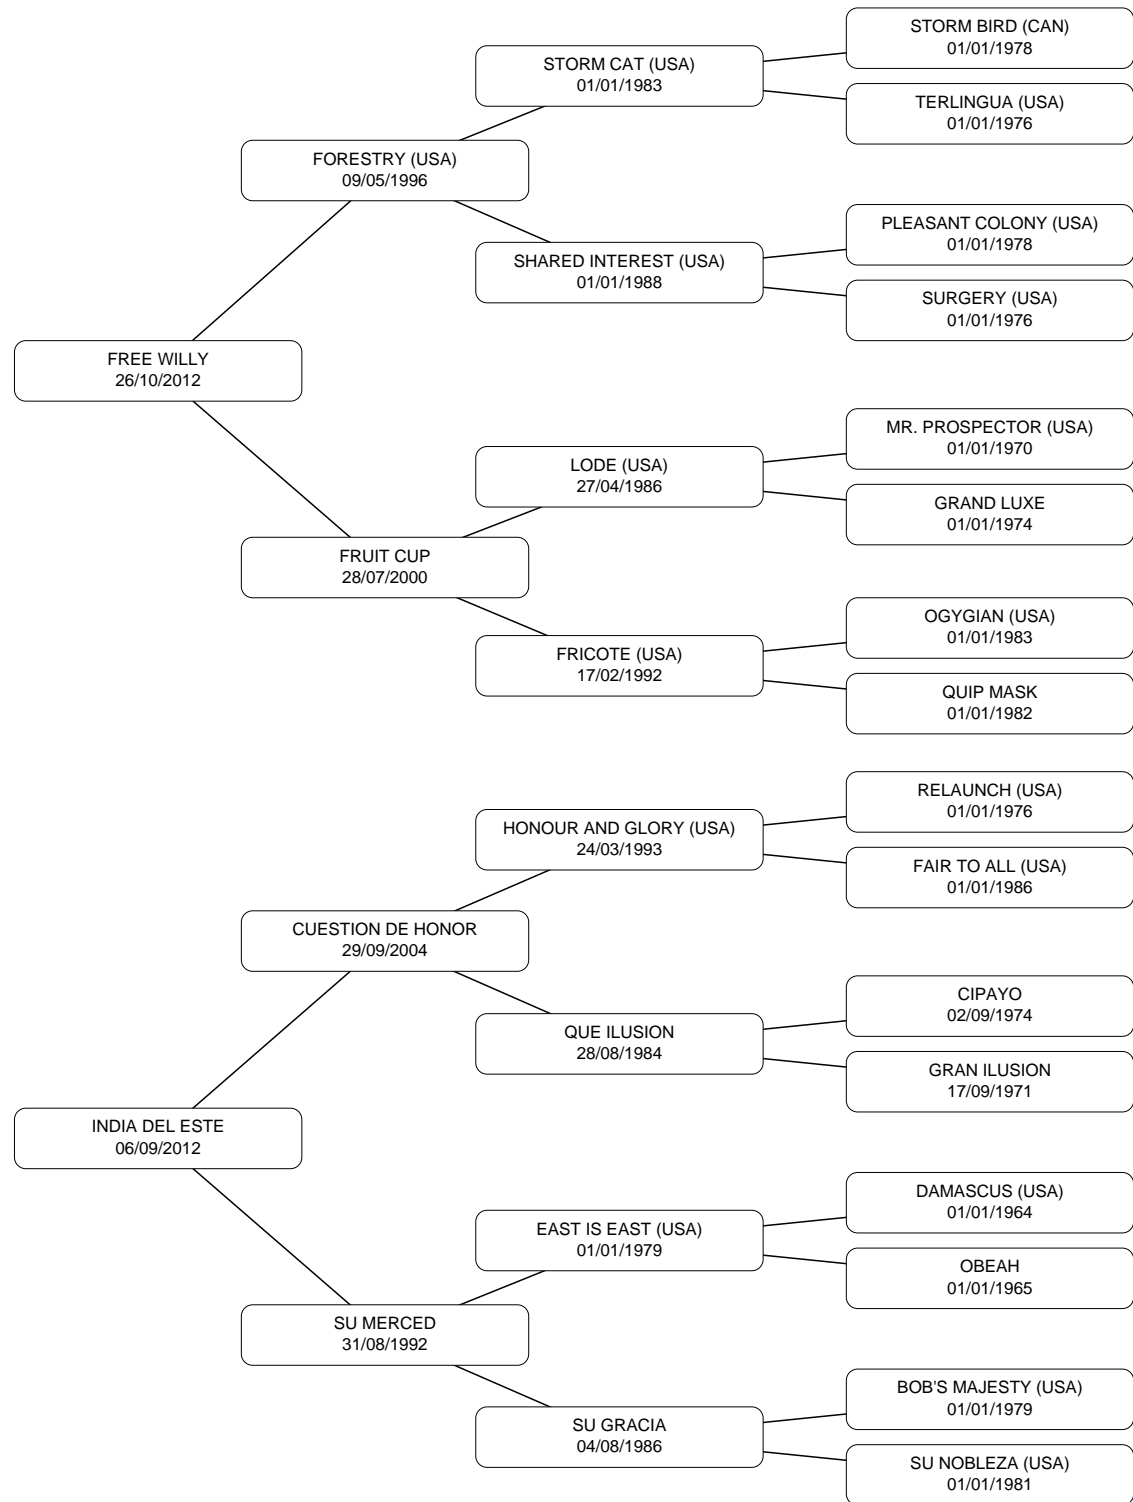 STORM BIRD (CAN)
01/01/1978
STORM CAT (USA)
01/01/1983
TERLINGUA (USA)
01/01/1976
FORESTRY (USA)
09/05/1996
PLEASANT COLONY (USA)
01/01/1978
SHARED INTEREST (USA)
01/01/1988
SURGERY (USA)
01/01/1976
FREE WILLY
26/10/2012
MR. PROSPECTOR (USA)
01/01/1970
LODE (USA)
27/04/1986
GRAND LUXE
01/01/1974
FRUIT CUP
28/07/2000
OGYGIAN (USA)
01/01/1983
FRICOTE (USA)
17/02/1992
QUIP MASK
01/01/1982
RELAUNCH (USA)
01/01/1976
HONOUR AND GLORY (USA)
24/03/1993
FAIR TO ALL (USA)
01/01/1986
CUESTION DE HONOR
29/09/2004
CIPAYO
02/09/1974
QUE ILUSION
28/08/1984
GRAN ILUSION
17/09/1971
INDIA DEL ESTE
06/09/2012
DAMASCUS (USA)
01/01/1964
EAST IS EAST (USA)
01/01/1979
OBEAH
01/01/1965
SU MERCED
31/08/1992
BOB'S MAJESTY (USA)
01/01/1979
SU GRACIA
04/08/1986
SU NOBLEZA (USA)
01/01/1981